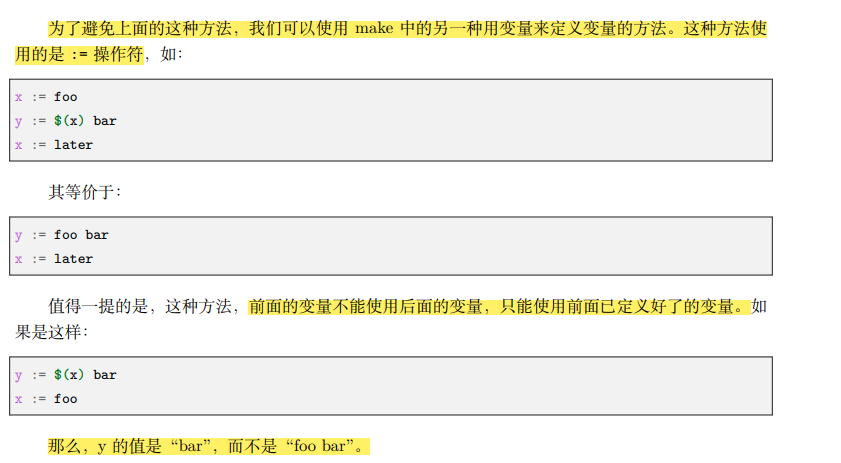 为了避免上面的这种方法，我们可以使用 make 中的另一种用变量来定义变量的方法。这种方法使
用的是 := 操作符，如：
x := foo
y := $(x) bar
x := later
其等价于：
y := foo bar
x := later
值得一提的是，这种方法，前面的变量不能使用后面的变量，只能使用前面已定义好了的变量。如
果是这样：
y := $(x) bar
x := foo
那么，y 的值是 “bar”，而不是 “foo bar”。